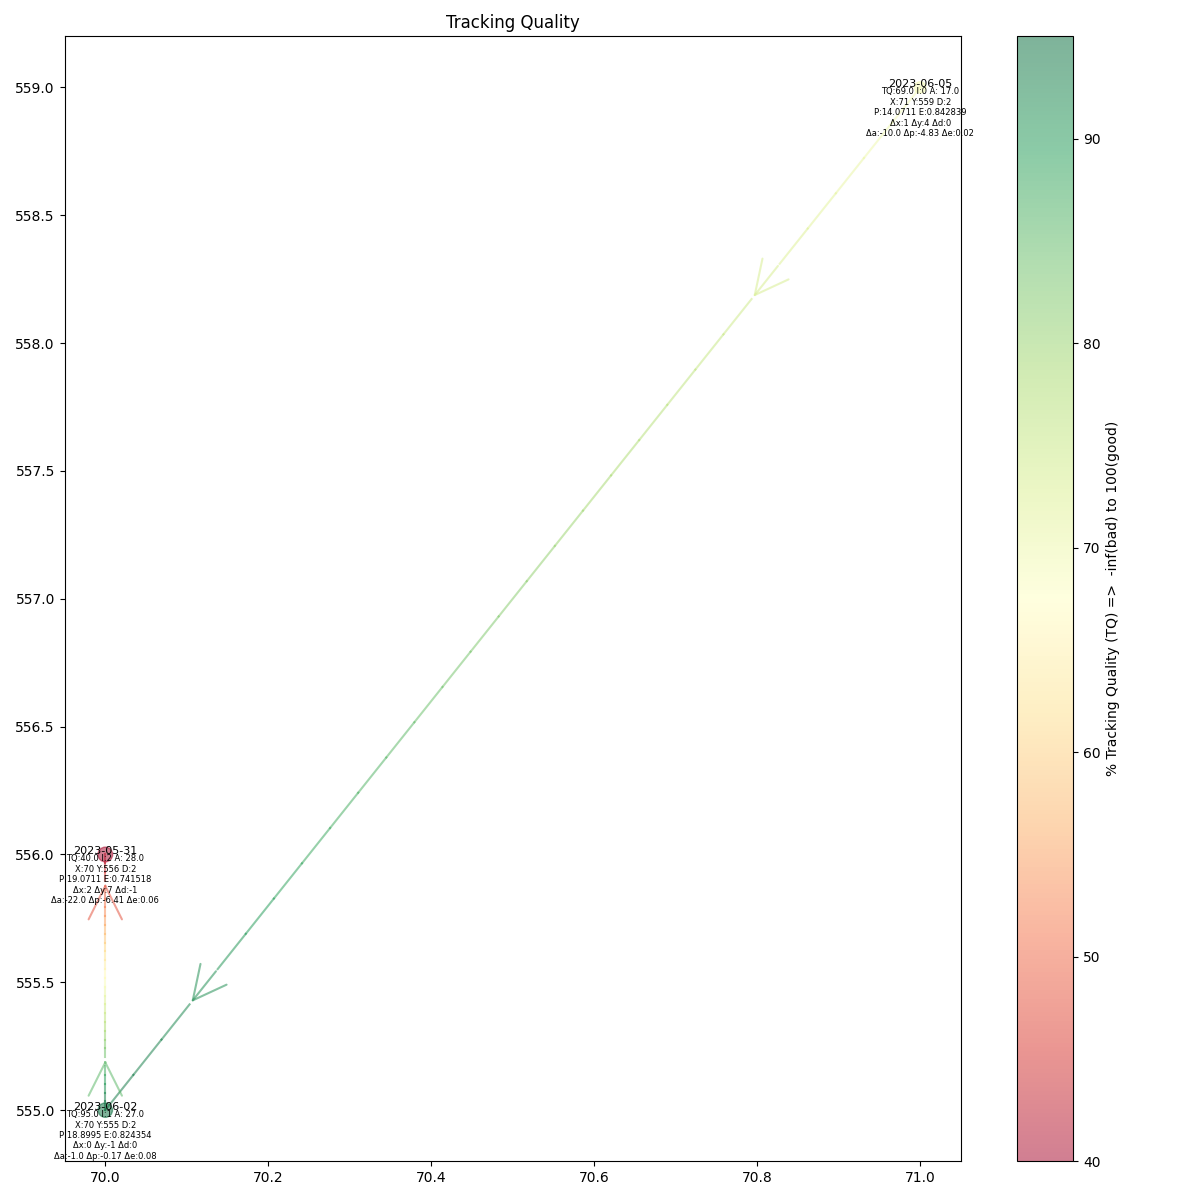 Tracking Quality
559.0
558.5
558.0
557.5
557.0
556.5
556.0
555.5
555.0
70.0 70.2 70.4 70.6 70.8 71.0
2023-06-05
TQ:69.0 I:0 A: 17.0
X:71 Y:559 D:2
P:14.0711 E:0.842839
Δx:1 Δy:4 Δd:0
Δa:-10.0 Δp:-4.83 Δe:0.02
2023-05-31
TQ:40.0 A: 28.0
X:70 Y:556 D:2
P:19.0711 E:0.741518
Δx:2 Δy:7 Δd:-1
Δa:-22.0 Δp:-6.41 Δe:0.06
2023-06-02
TQ:95.0 A: 27.0
X:70 Y:555 D:2
P:18.8995 E:0.824354
Δx:0 Δy:-1 Δd:0
Δa:-1.0 Δp:-0.17 Δe:0.08
90
80
70
60
50
40
% Tracking Quality (TQ) => -inf(bad) to 100(good)